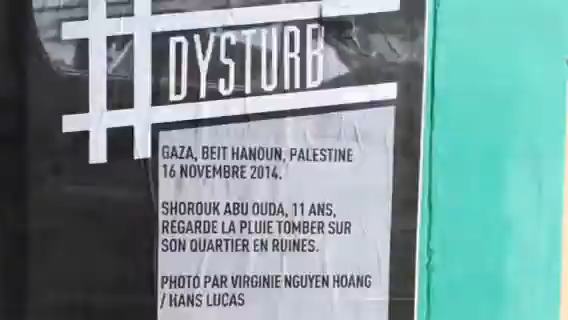 #DYSTURB
GAZA, BEIT HANOUN, PALESTINE
16 NOVEMBRE 2014.
SHOROUK ABU OUDA, 11 ANS,
REGARDE LA PLUIE TOMBER SUR
SON QUARTIER EN RUINES.
PHOTO PAR VIRGINIE NGUYEN HOANG
/ HANS LUCAS